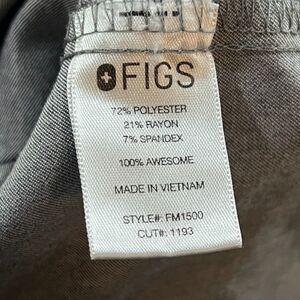 FIGS
72% POLYESTER
21% RAYON
7% SPANDEX
100% AWESOME
MADE IN VIETNAM
STYLE#: FM1500
CUT#: 1193